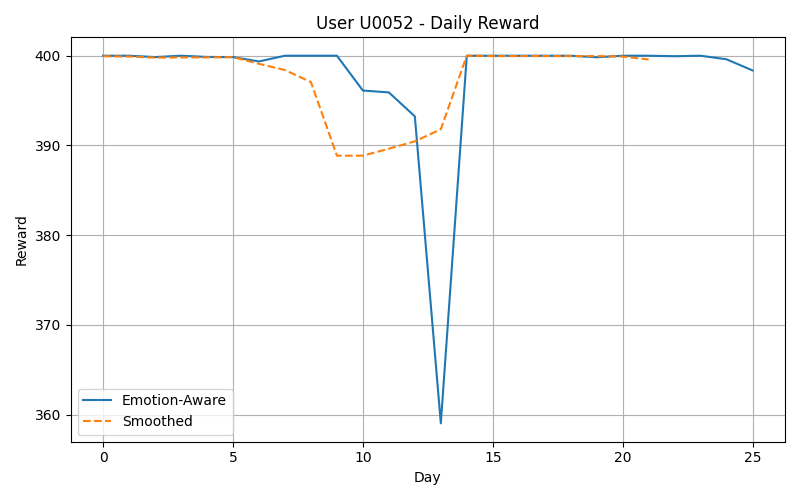 User U0052 - Daily Reward
Reward
400
390
380
370
360
Emotion-Aware
Smoothed
0 5 10 15 20 25
Day